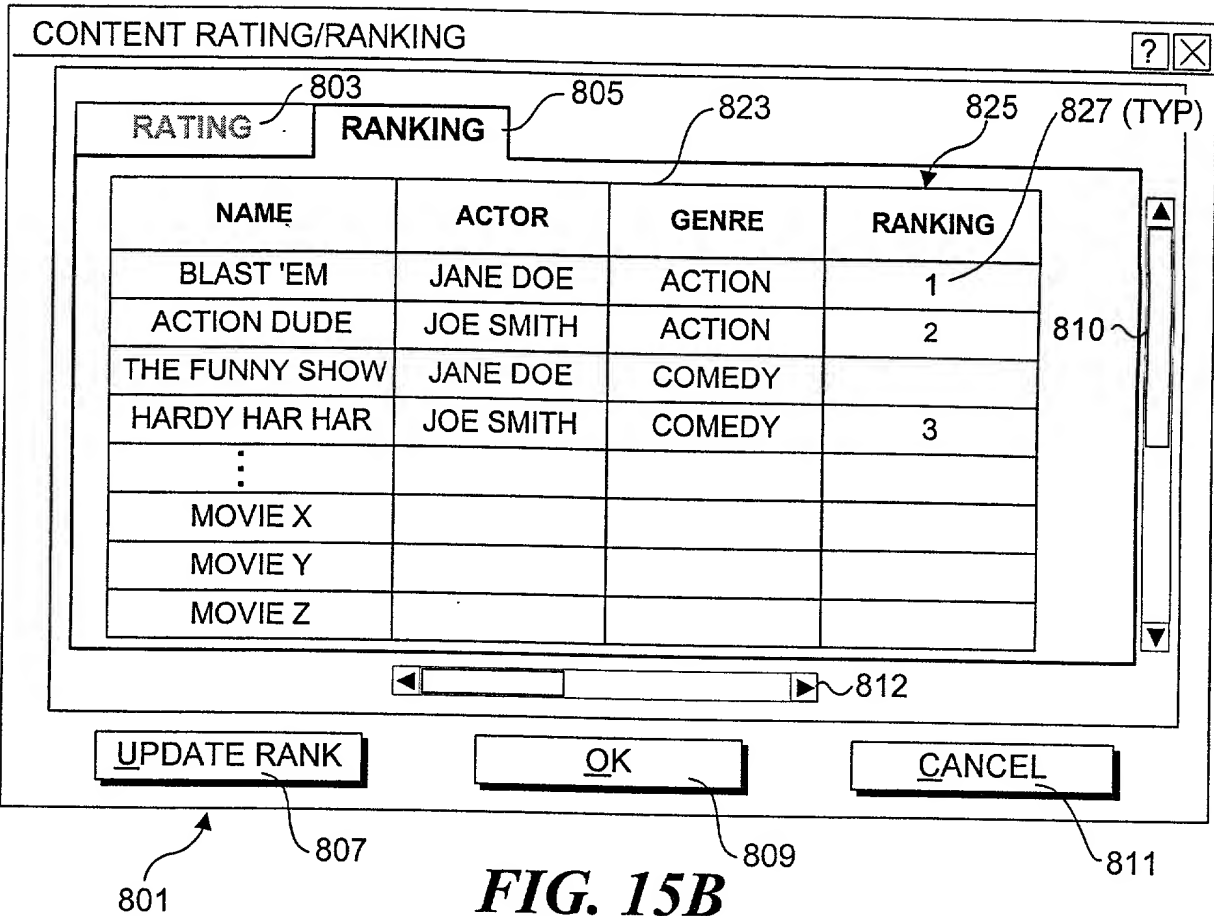 CONTENT RATING/RANKING ? X
803 805 823 825 827 (TYP)
RATING RANKING
NAME ACTOR GENRE RANKING
BLAST 'EM JANE DOE ACTION 1
ACTION DUDE JOE SMITH ACTION 2
810
THE FUNNY SHOW JANE DOE COMEDY
HARDY HAR HAR JOE SMITH COMEDY 3
MOVIE X
MOVIE Y
MOVIE Z
812
UPDATE RANK OK CANCEL
801 807 809 811
FIG. 15B